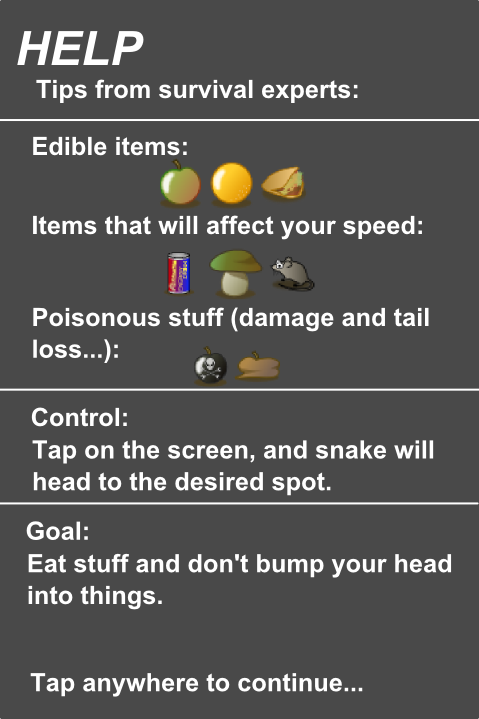 HELP
Tips from survival experts:
Edible items:
Items that will affect your speed:
Poisonous stuff (damage and tail
loss...):
Control:
Tap on the screen, and snake will
head to the desired spot.
Goal:
Eat stuff and don't bump your head
into things.
Tap anywhere to continue...